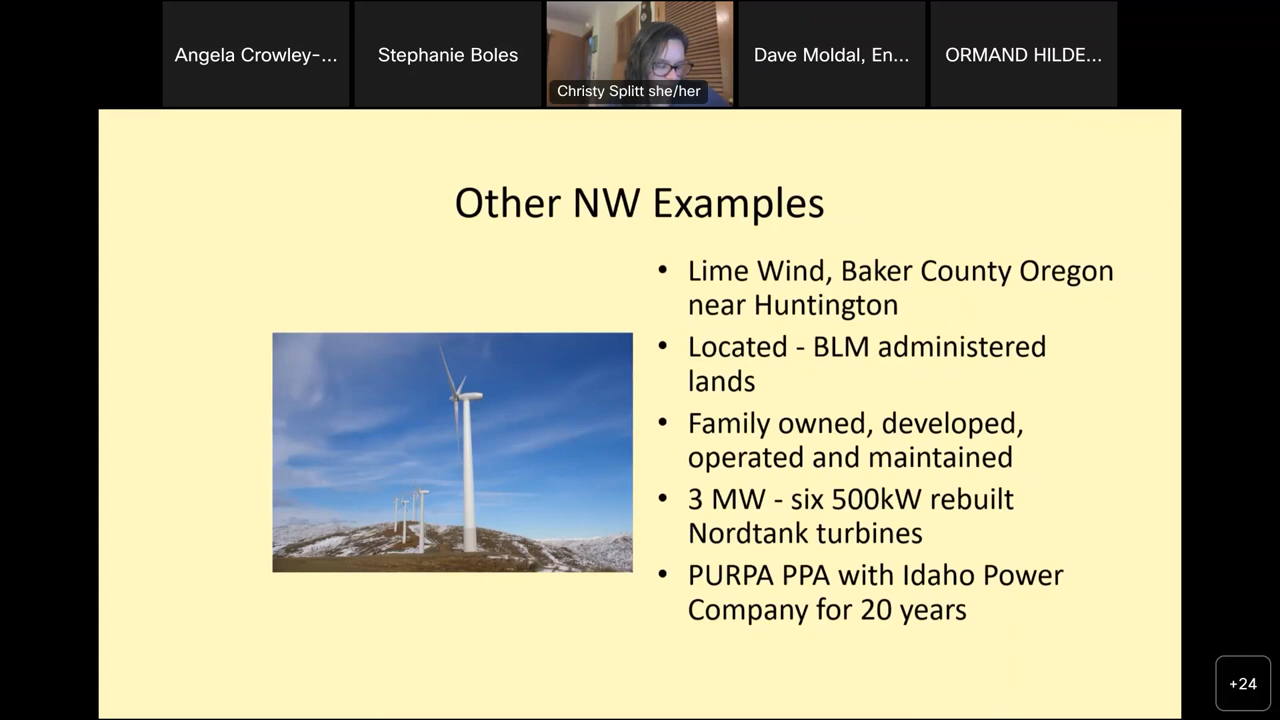 Angela Crowley-...
Stephanie Boles
Christy Splitt she/her
Dave Moldal, En...
ORMAND HILDE...
Other NW Examples
• Lime Wind, Baker County Oregon
near Huntington
• Located - BLM administered
lands
• Family owned, developed,
operated and maintained
• 3 MW - six 500kW rebuilt
Nordtank turbines
• PURPA PPA with Idaho Power
Company for 20 years
+24